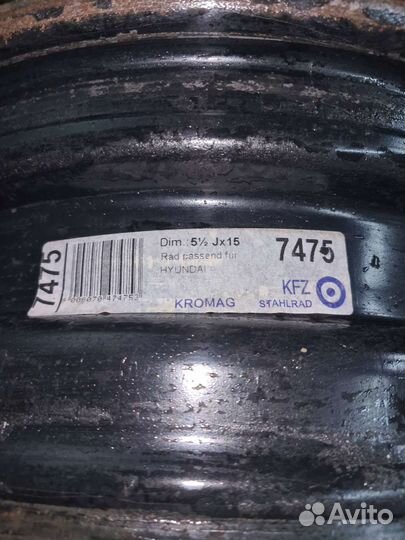 7475
Dim.: 5½ Jx15
7475
Rad passend für
HYUNDAI
KFZ
KROMAG
STAHLRAD
Avito